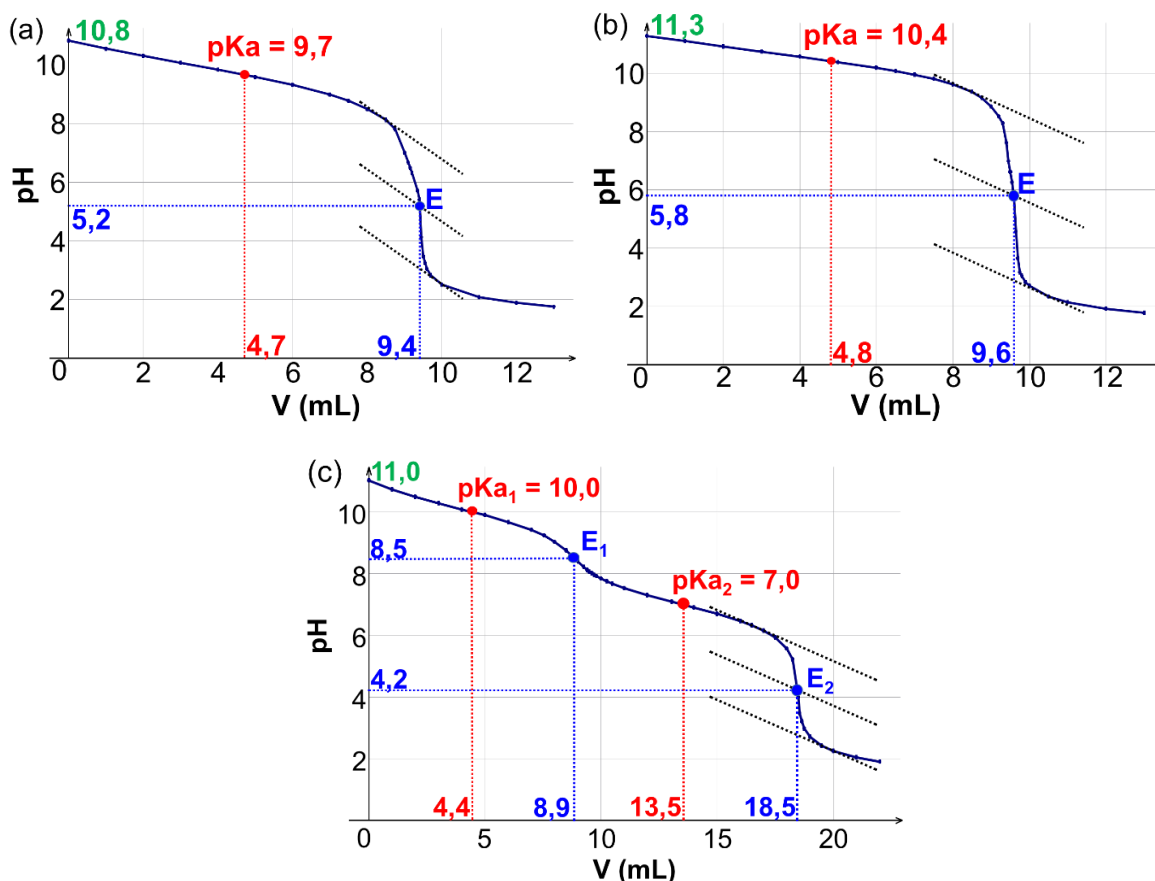 (a)
10,8
pKa = 9,7
10
8
6
4
2
0
pH
5,2
E
4,7
9,4
2
4
6
8
10
12
V (mL)
(b)
11,3
pKa = 10,4
10
8
6
4
2
0
pH
5,8
E
4,8
9,6
2
4
6
8
10
12
V (mL)
(c)
11,0
pKa₁ = 10,0
10
8,5
E₁
8
pKa₂ = 7,0
6
pH
4,2
E₂
4
2
4,4
8,9
13,5
18,5
0
5
10
15
20
V (mL)